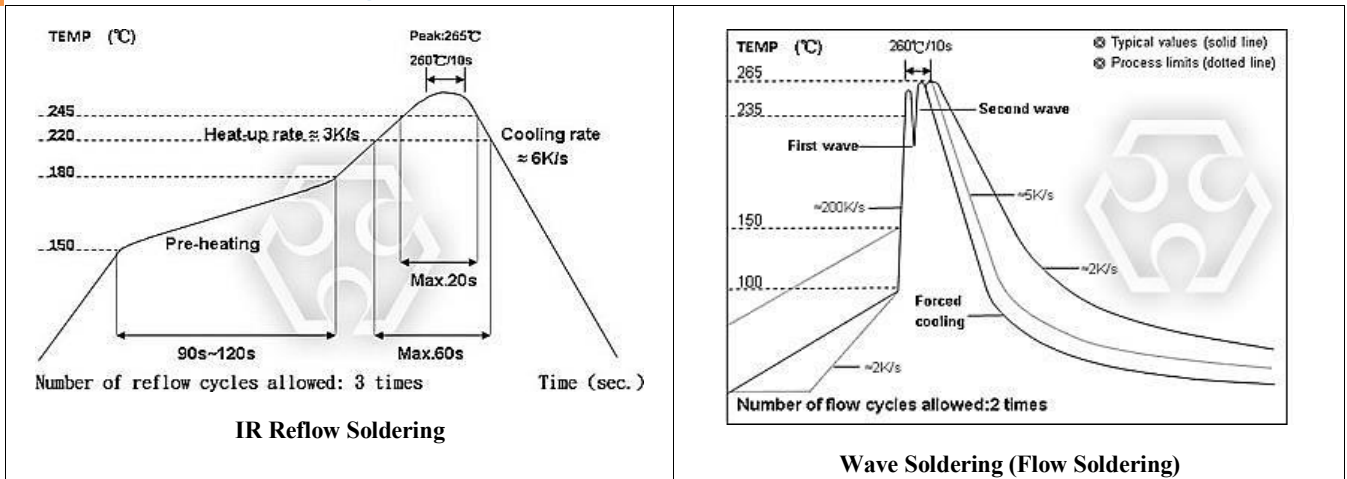 TEMP (℃)
Peak:265℃
260℃/10s
245
Heat-up rate ≈ 3K/s
Cooling rate
220
≈ 6K/s
180
150
Pre-heating
Max.20s
90s~120s
Max.60s
Number of reflow cycles allowed: 3 times
Time (sec.)
IR Reflow Soldering
TEMP (℃)
260℃/10s
Typical values (solid line)
Process limits (dotted line)
265
235
Second wave
First wave
≈200K/s
≈5K/s
150
≈2K/s
100
Forced
cooling
≈2K/s
Number of flow cycles allowed:2 times
Wave Soldering (Flow Soldering)